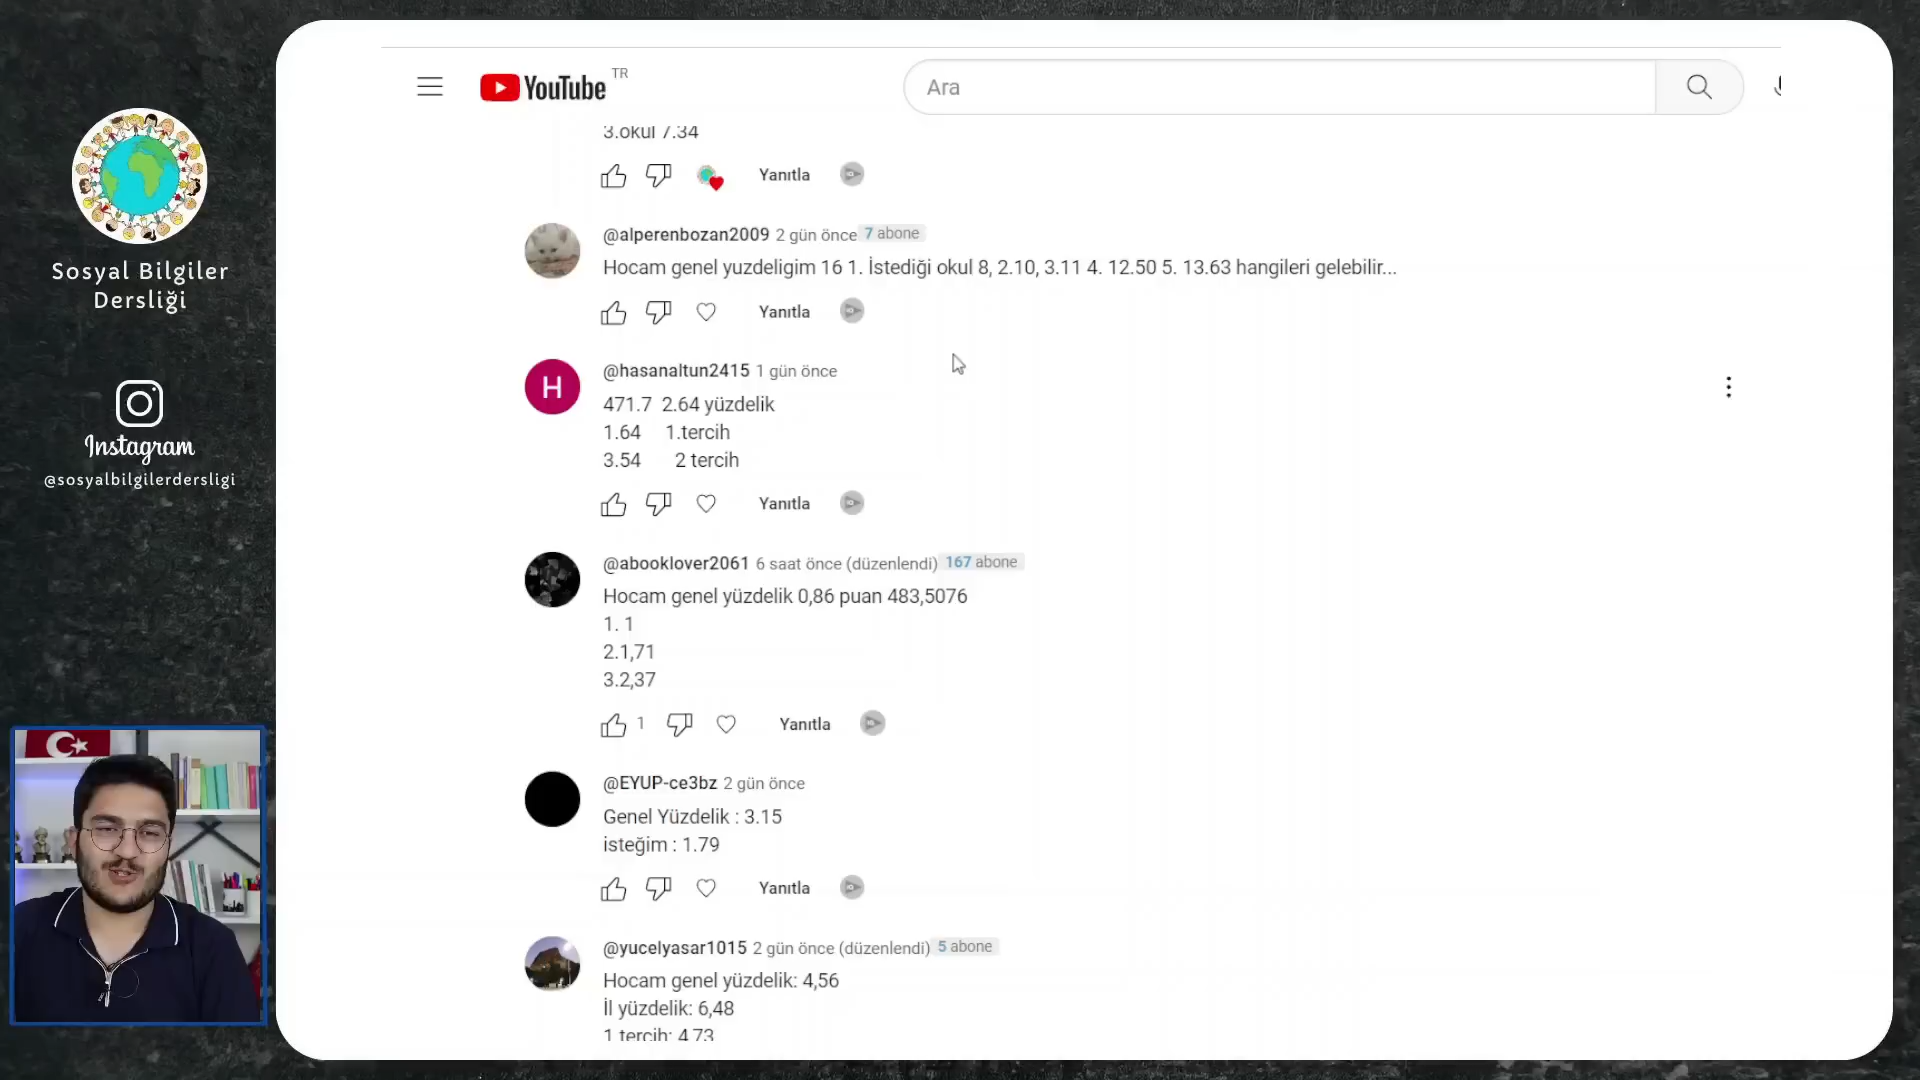 Sosyal Bilgiler
Dersliği
Instagram
@sosyalbilgilerdersligi
YouTube TR
Ara
3.okul 7.34
Yanıtla
@alperenbozan2009 2 gün önce 7 abone
Hocam genel yuzdeligim 16 1. İstediği okul 8, 2.10, 3.11 4. 12.50 5. 13.63 hangileri gelebilir...
Yanıtla
H
@hasanaltun2415 1 gün önce
471.7 2.64 yüzdelik
1.64 1.tercih
3.54 2 tercih
Yanıtla
@abooklover2061 6 saat önce (düzenlendi) 167 abone
Hocam genel yüzdelik 0,86 puan 483,5076
1. 1
2.1,71
3.2,37
1 Yanıtla
@EYUP-ce3bz 2 gün önce
Genel Yüzdelik : 3.15
isteğim : 1.79
Yanıtla
@yucelyasar1015 2 gün önce (düzenlendi) 5 abone
Hocam genel yüzdelik: 4,56
İl yüzdelik: 6,48
1 tercih: 4.73